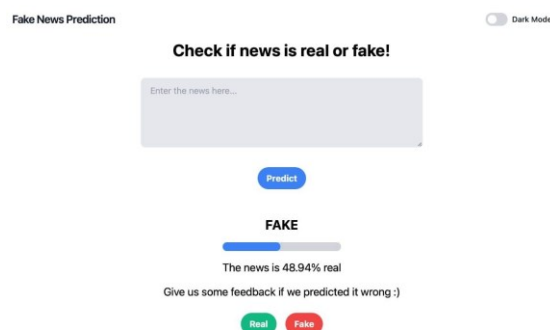 Fake News Prediction
Dark Mode
Check if news is real or fake!
Enter the news here...
Predict
FAKE
The news is 48.94% real
Give us some feedback if we predicted it wrong :)
Real Fake